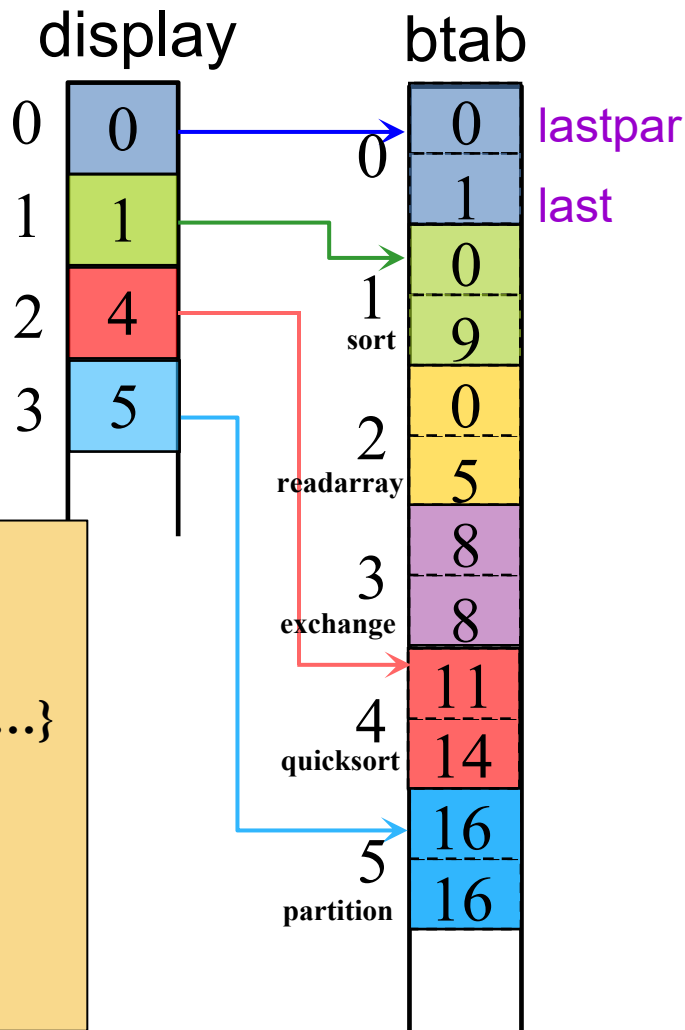 display btab
0 0 0 lastpar
0
1 1 1 last
0
1
sort
2 4 9
3 5 0
2
readarray 5
8
3
exchange 8
11
...}
4
quicksort 14
16
5
partition 16